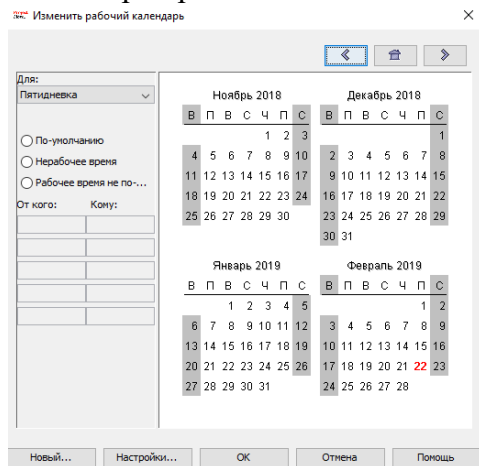 Изменить рабочий календарь
Для:
Пятидневка
По-умолчанию
Нерабочее время
Рабочее время не по-...
От кого: Кому:
Ноябрь 2018
В П В С Ч П С
1 2 3
4 5 6 7 8 9 10
11 12 13 14 15 16 17
18 19 20 21 22 23 24
25 26 27 28 29 30
Декабрь 2018
В П В С Ч П С
1
2 3 4 5 6 7 8
9 10 11 12 13 14 15
16 17 18 19 20 21 22
23 24 25 26 27 28 29
30 31
Январь 2019
В П В С Ч П С
1 2 3 4 5
6 7 8 9 10 11 12
13 14 15 16 17 18 19
20 21 22 23 24 25 26
27 28 29 30 31
Февраль 2019
В П В С Ч П С
1 2
3 4 5 6 7 8 9
10 11 12 13 14 15 16
17 18 19 20 21 22 23
24 25 26 27 28
Новый... Настройки... OK Отмена Помощь